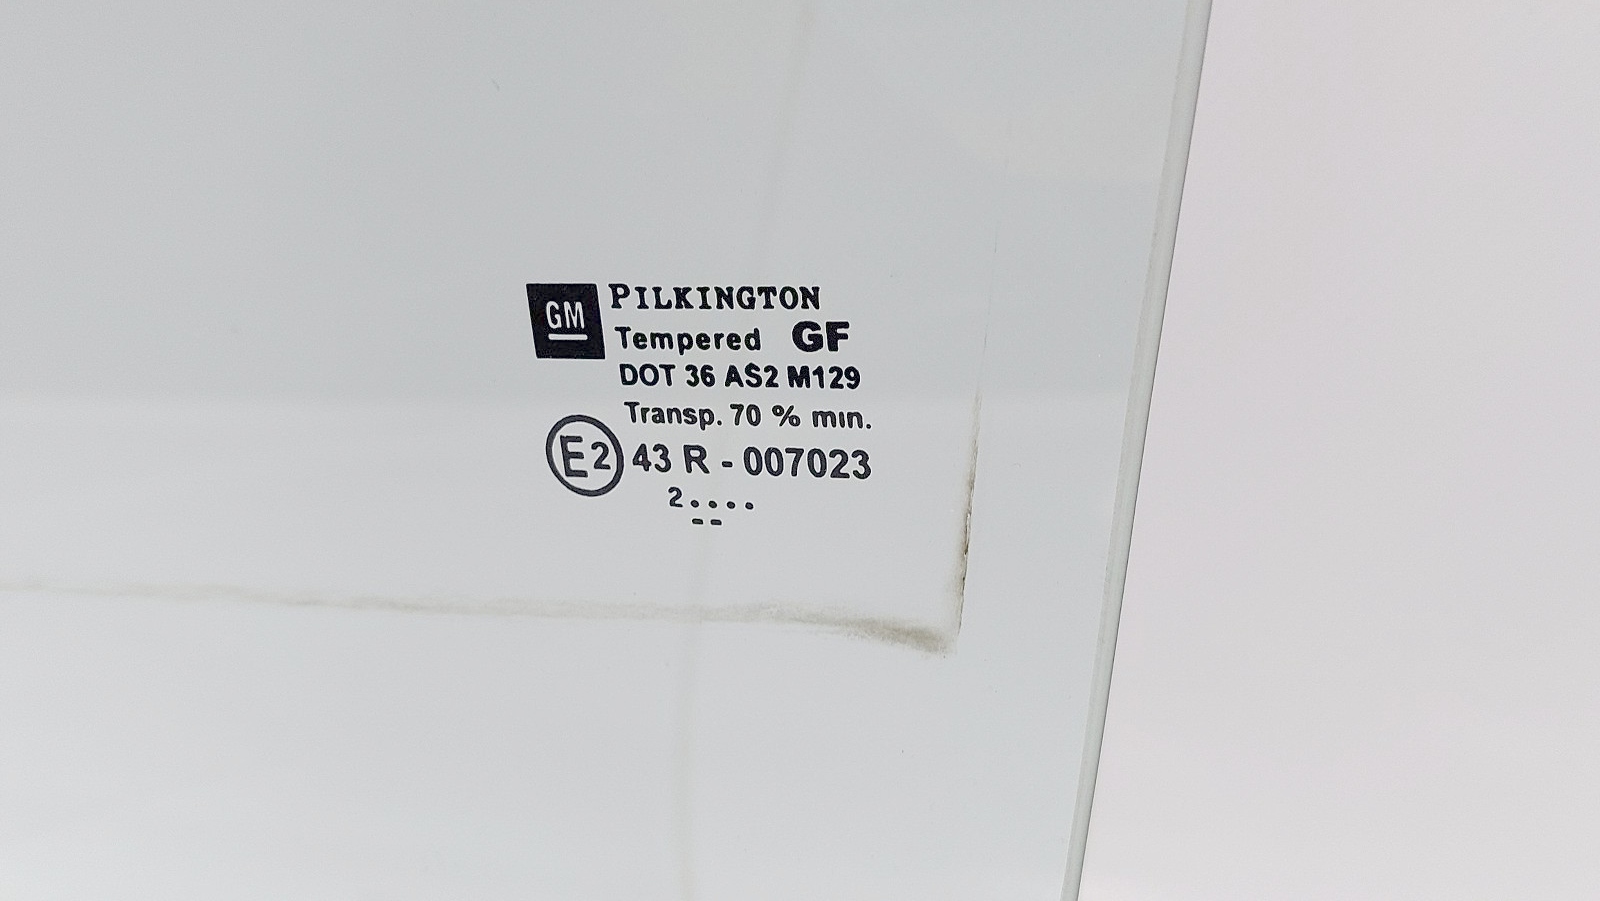 GM PILKINGTON
Tempered GF
DOT 36 AS2 M129
Transp. 70 % min.
E2 43 R - 007023
2....
--